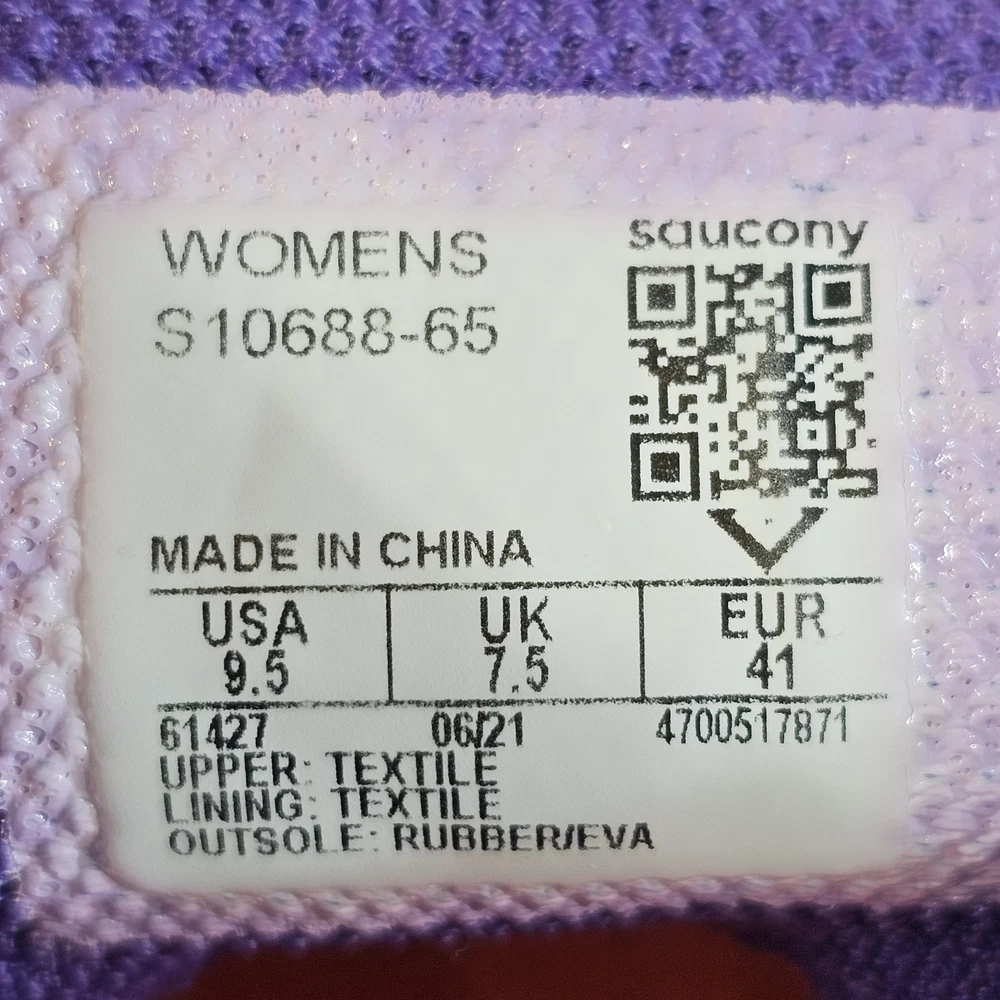 WOMENS
saucony
S10688-65
MADE IN CHINA
USA UK EUR
9.5 7.5 41
61427 06/21 4700517871
UPPER: TEXTILE
LINING: TEXTILE
OUTSOLE: RUBBER/EVA